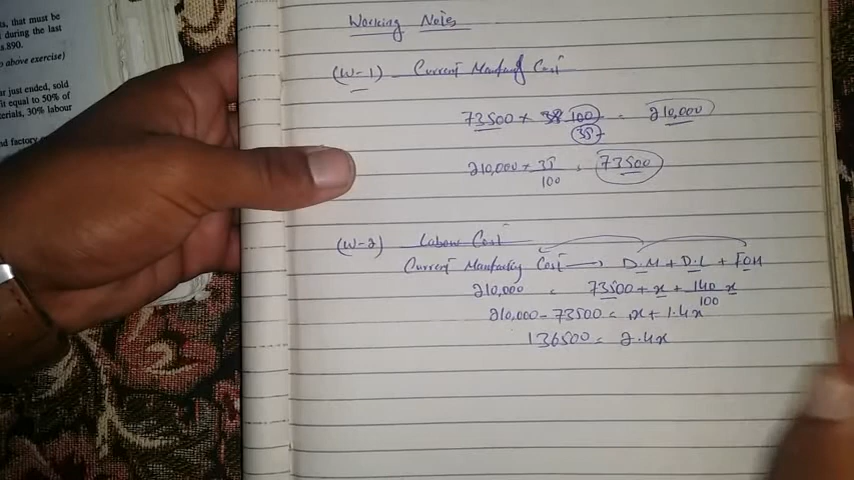 s, that must be
during the last
s.890.
o above exercise)
ar just ended, sold
it equal to 50% of
terials, 30% labour
nd factory
Working Notes
(W-1) Current Manufacturing Cost
73500 × 100/35 = 210,000
210,000 × 35/100 = 73500
(W-2) Labour Cost
Current Manufacturing Cost → D.M + D.L + FOH
210,000 = 73500 + x + 140/100 x
210,000 - 73500 = x + 1.4x
136500 = 2.4x